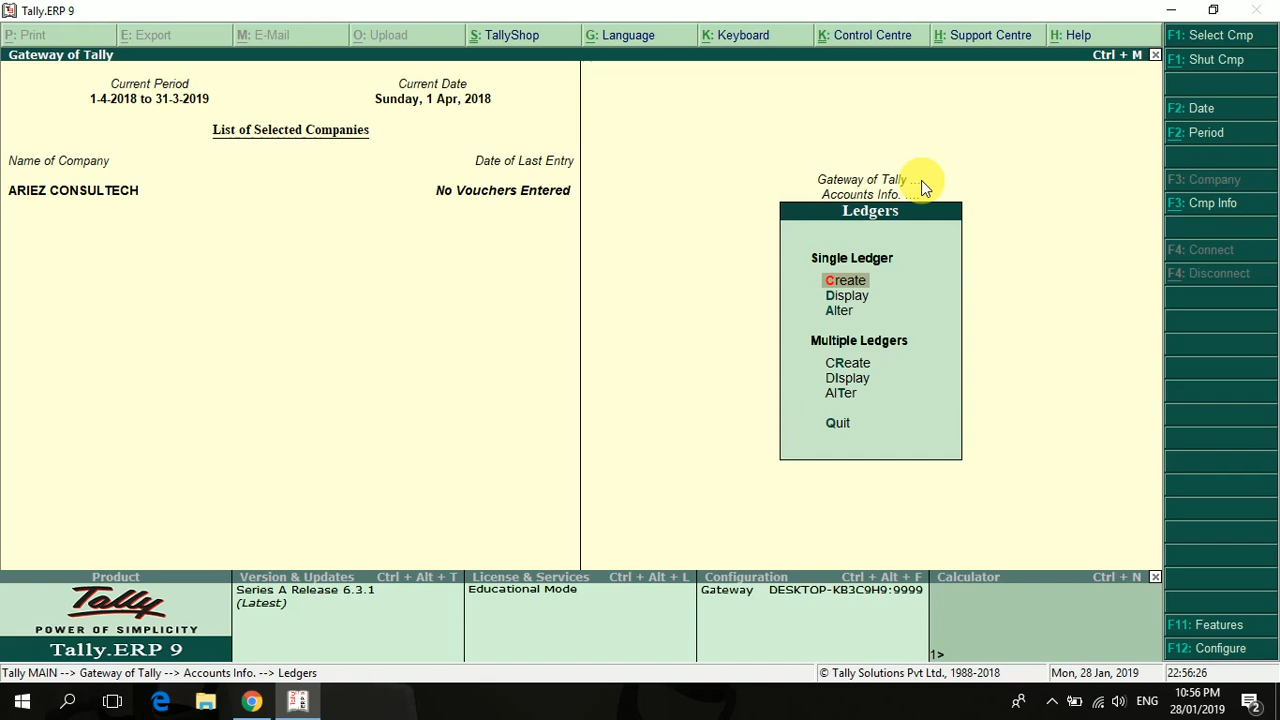 Tally.ERP 9
P: Print
E: Export
M: E-Mail
O: Upload
S: TallyShop
G: Language
K: Keyboard
K: Control Centre
H: Support Centre
H: Help
F1: Select Cmp
Gateway of Tally
Ctrl + M
F1: Shut Cmp
Current Period
1-4-2018 to 31-3-2019
Current Date
Sunday, 1 Apr, 2018
List of Selected Companies
Name of Company
Date of Last Entry
ARIEZ CONSULTECH
No Vouchers Entered
Gateway of Tally ....
Accounts Info. ....
Ledgers
Single Ledger
Create
Display
Alter
Multiple Ledgers
CReate
DIsplay
AlTer
Quit
F2: Date
F2: Period
F3: Company
F3: Cmp Info
F4: Connect
F4: Disconnect
F11: Features
F12: Configure
Product
Tally
POWER OF SIMPLICITY
Tally.ERP 9
Version & Updates Ctrl + Alt + T
Series A Release 6.3.1
(Latest)
License & Services Ctrl + Alt + L
Educational Mode
Configuration Ctrl + Alt + F
Gateway DESKTOP-KB3C9H9:9999
Calculator Ctrl + N
1>
Tally MAIN --> Gateway of Tally --> Accounts Info. --> Ledgers
© Tally Solutions Pvt Ltd., 1988-2018
Mon, 28 Jan, 2019
22:56:26
ENG
10:56 PM
28/01/2019
2